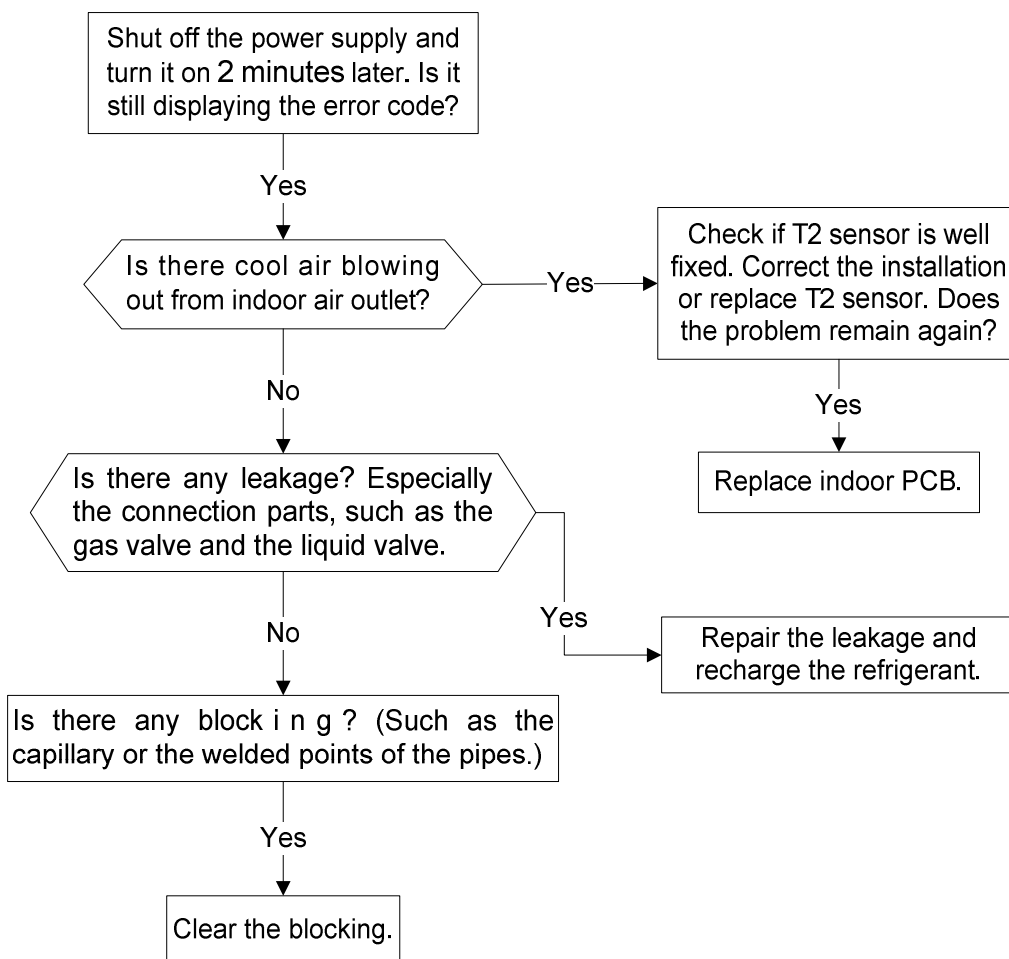 Shut off the power supply and
turn it on 2 minutes later. Is it
still displaying the error code?
Yes
Is there cool air blowing
out from indoor air outlet?
Yes
Check if T2 sensor is well
fixed. Correct the installation
or replace T2 sensor. Does
the problem remain again?
Yes
Replace indoor PCB.
No
Is there any leakage? Especially
the connection parts, such as the
gas valve and the liquid valve.
Yes
Repair the leakage and
recharge the refrigerant.
No
Is there any blocking? (Such as the
capillary or the welded points of the pipes.)
Yes
Clear the blocking.